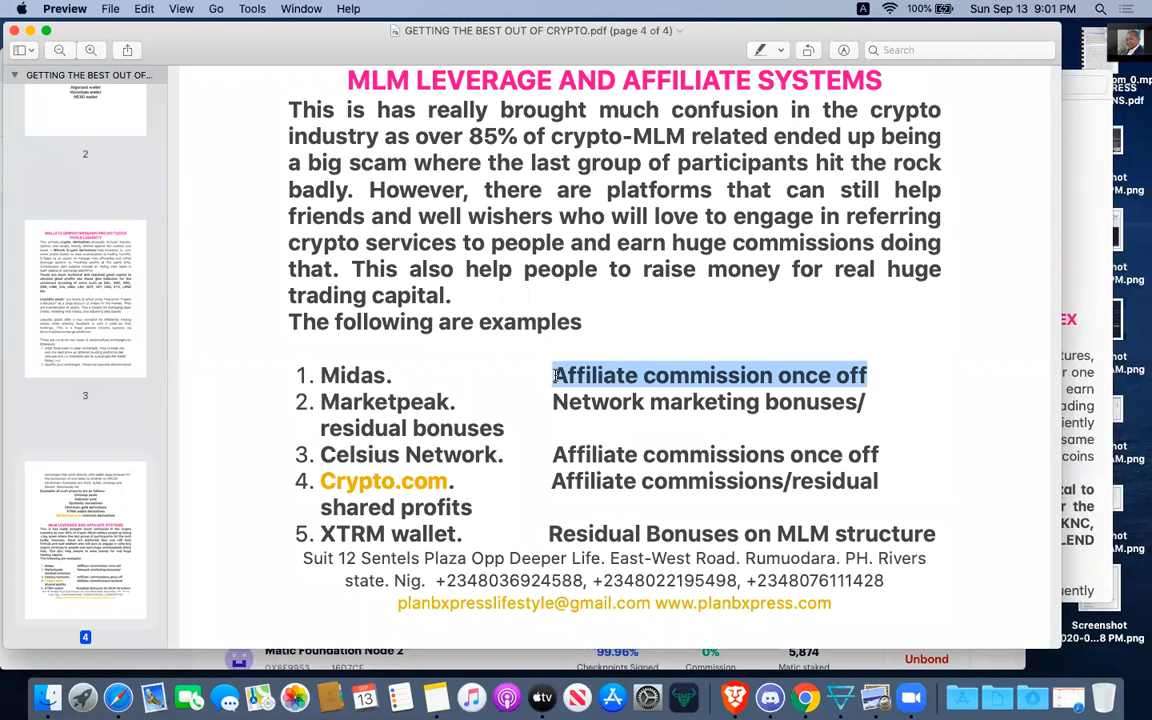 Preview File Edit View Go Tools Window Help 100% Sun Sep 13 9:01 PM
GETTING THE BEST OUT OF CRYPTO.pdf (page 4 of 4)
Search
GETTING THE BEST OUT OF...
2
3
4
MLM LEVERAGE AND AFFILIATE SYSTEMS
This is has really brought much confusion in the crypto
industry as over 85% of crypto-MLM related ended up being
a big scam where the last group of participants hit the rock
badly. However, there are platforms that can still help
friends and well wishers who will love to engage in referring
crypto services to people and earn huge commissions doing
that. This also help people to raise money for real huge
trading capital.
The following are examples
1. Midas. Affiliate commission once off
2. Marketpeak. Network marketing bonuses/
residual bonuses
3. Celsius Network. Affiliate commissions once off
4. Crypto.com. Affiliate commissions/residual
shared profits
5. XTRM wallet. Residual Bonuses on MLM structure
Suit 12 Sentels Plaza Opp Deeper Life. East-West Road. Rumuodara. PH. Rivers
state. Nig. +2348036924588, +2348022195498, +2348076111428
planbxpresslifestyle@gmail.com www.planbxpress.com
Matic Foundation Node 2
99.96% 0% 5,874
Checkpoints Signed Commission Matic staked
Unbond
Screenshot
2020-0...8 PM.png